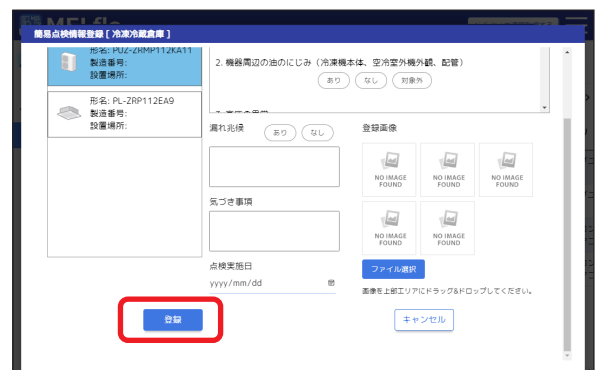 簡易点検情報登録 [ 冷凍冷蔵倉庫 ]
形名: PUZ-ZRMP112KA11
製造番号:
設置場所:
形名: PL-ZRP112EA9
製造番号:
設置場所:
2. 機器周辺の油のにじみ（冷凍機本体、空冷室外機外観、配管）
あり なし 対象外
漏れ兆候 あり なし
気づき事項
点検実施日
yyyy/mm/dd
登録画像
NO IMAGE FOUND
NO IMAGE FOUND
NO IMAGE FOUND
NO IMAGE FOUND
NO IMAGE FOUND
ファイル選択
画像を上部エリアにドラッグ&ドロップしてください。
登録
キャンセル